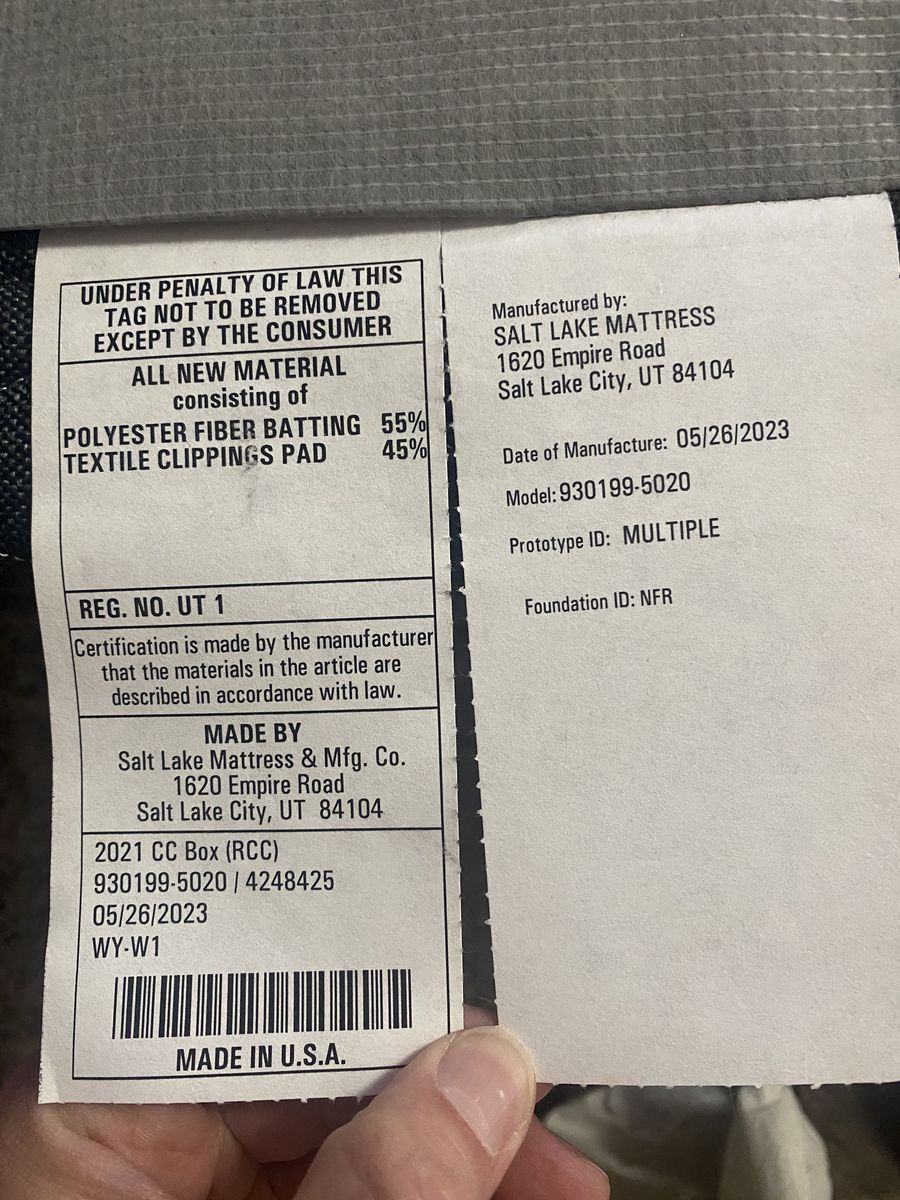 UNDER PENALTY OF LAW THIS
TAG NOT TO BE REMOVED
EXCEPT BY THE CONSUMER
ALL NEW MATERIAL
consisting of
POLYESTER FIBER BATTING 55%
TEXTILE CLIPPINGS PAD 45%
REG. NO. UT 1
Certification is made by the manufacturer
that the materials in the article are
described in accordance with law.
MADE BY
Salt Lake Mattress & Mfg. Co.
1620 Empire Road
Salt Lake City, UT 84104
2021 CC Box (RCC)
930199-5020 / 4248425
05/26/2023
WY-W1
MADE IN U.S.A.
Manufactured by:
SALT LAKE MATTRESS
1620 Empire Road
Salt Lake City, UT 84104
Date of Manufacture: 05/26/2023
Model: 930199-5020
Prototype ID: MULTIPLE
Foundation ID: NFR